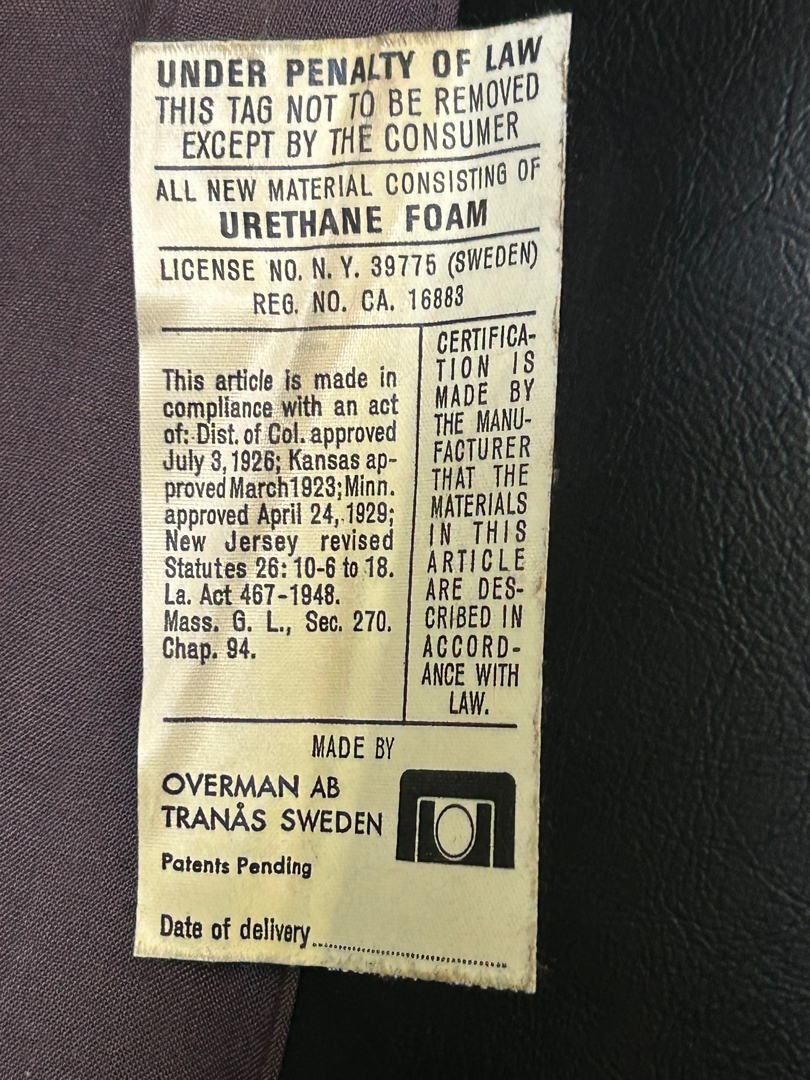 UNDER PENALTY OF LAW
THIS TAG NOT TO BE REMOVED
EXCEPT BY THE CONSUMER
ALL NEW MATERIAL CONSISTING OF
URETHANE FOAM
LICENSE NO. N. Y. 39775 (SWEDEN)
REG. NO. CA. 16883
This article is made in
compliance with an act
of: Dist. of Col. approved
July 3, 1926; Kansas ap-
proved March 1923; Minn.
approved April 24, 1929;
New Jersey revised
Statutes 26: 10-6 to 18.
La. Act 467-1948.
Mass. G. L., Sec. 270.
Chap. 94.
CERTIFICA-
TION IS
MADE BY
THE MANU-
FACTURER
THAT THE
MATERIALS
IN THIS
ARTICLE
ARE DES-
CRIBED IN
ACCORD-
ANCE WITH
LAW.
MADE BY
OVERMAN AB
TRANÅS SWEDEN
Patents Pending
Date of delivery